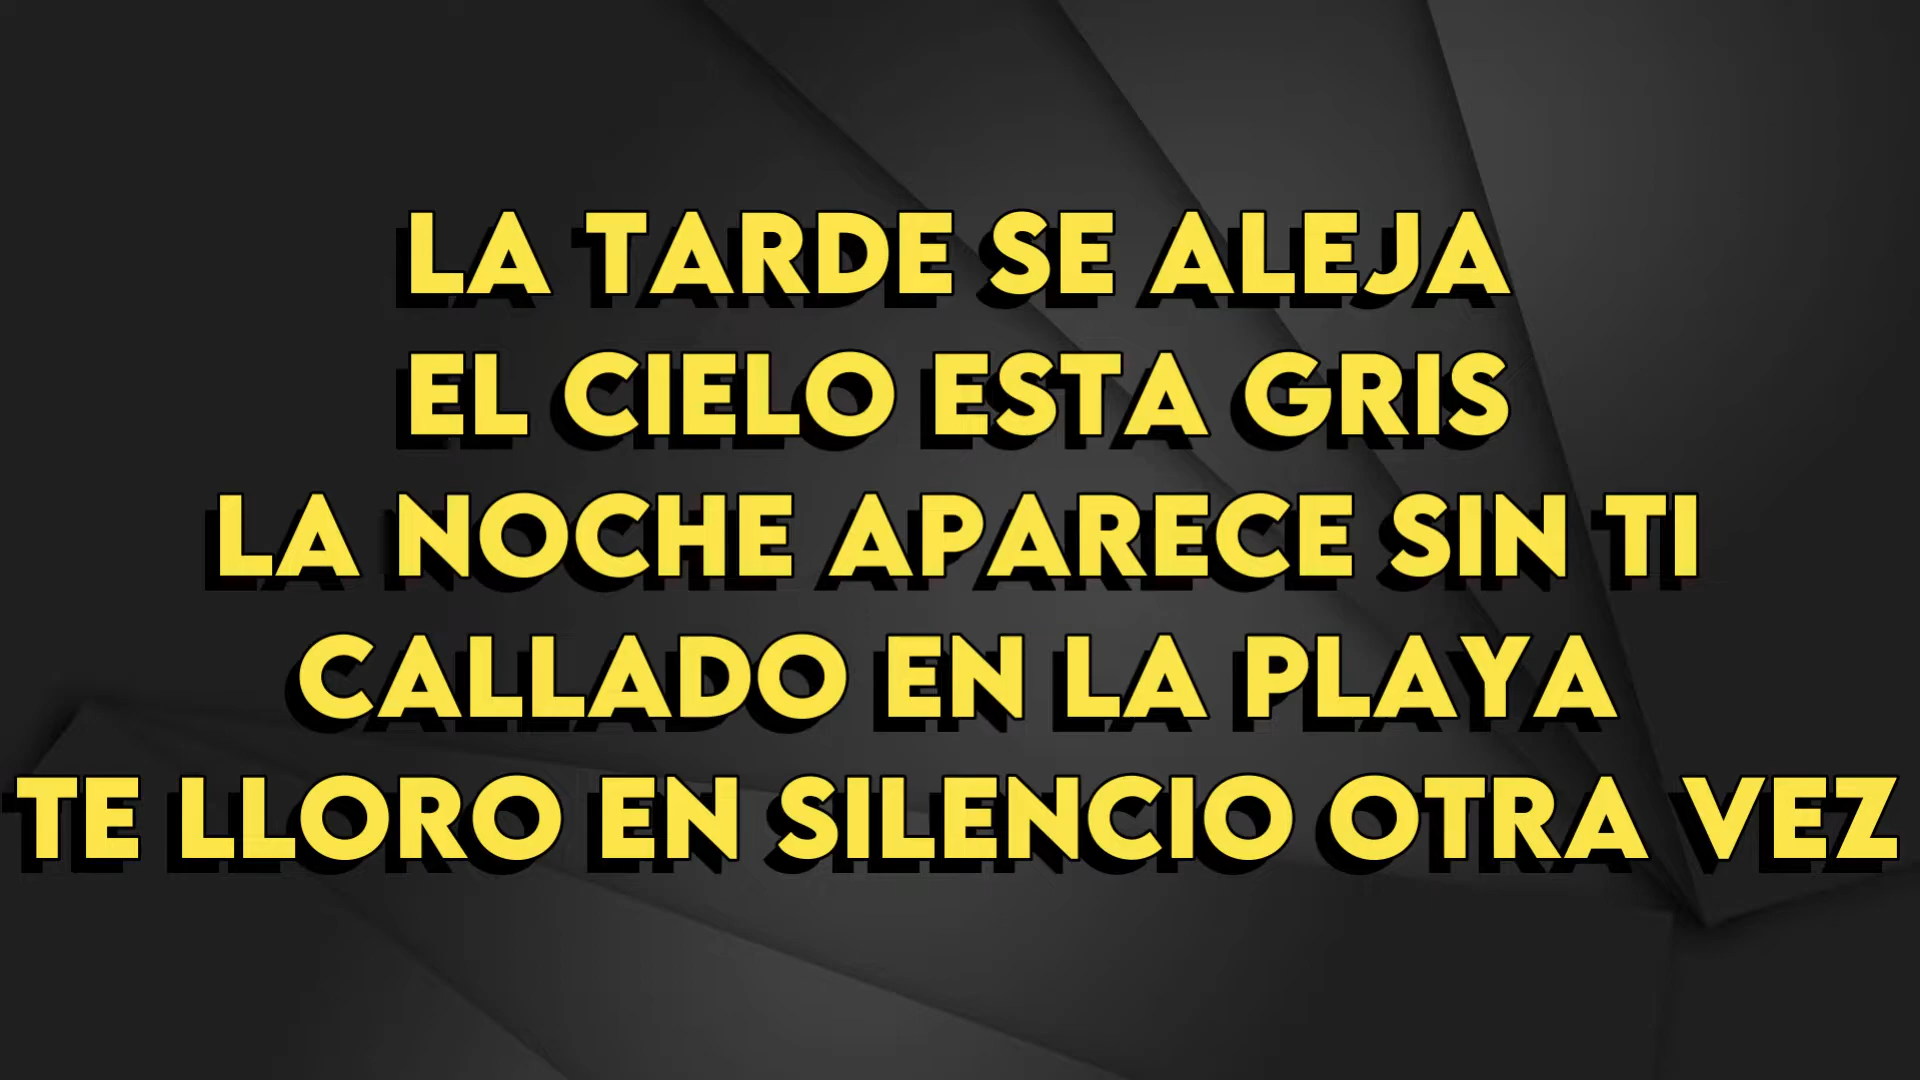 LA TARDE SE ALEJA
EL CIELO ESTA GRIS
LA NOCHE APARECE SIN TI
CALLADO EN LA PLAYA
TE LLORO EN SILENCIO OTRA VEZ